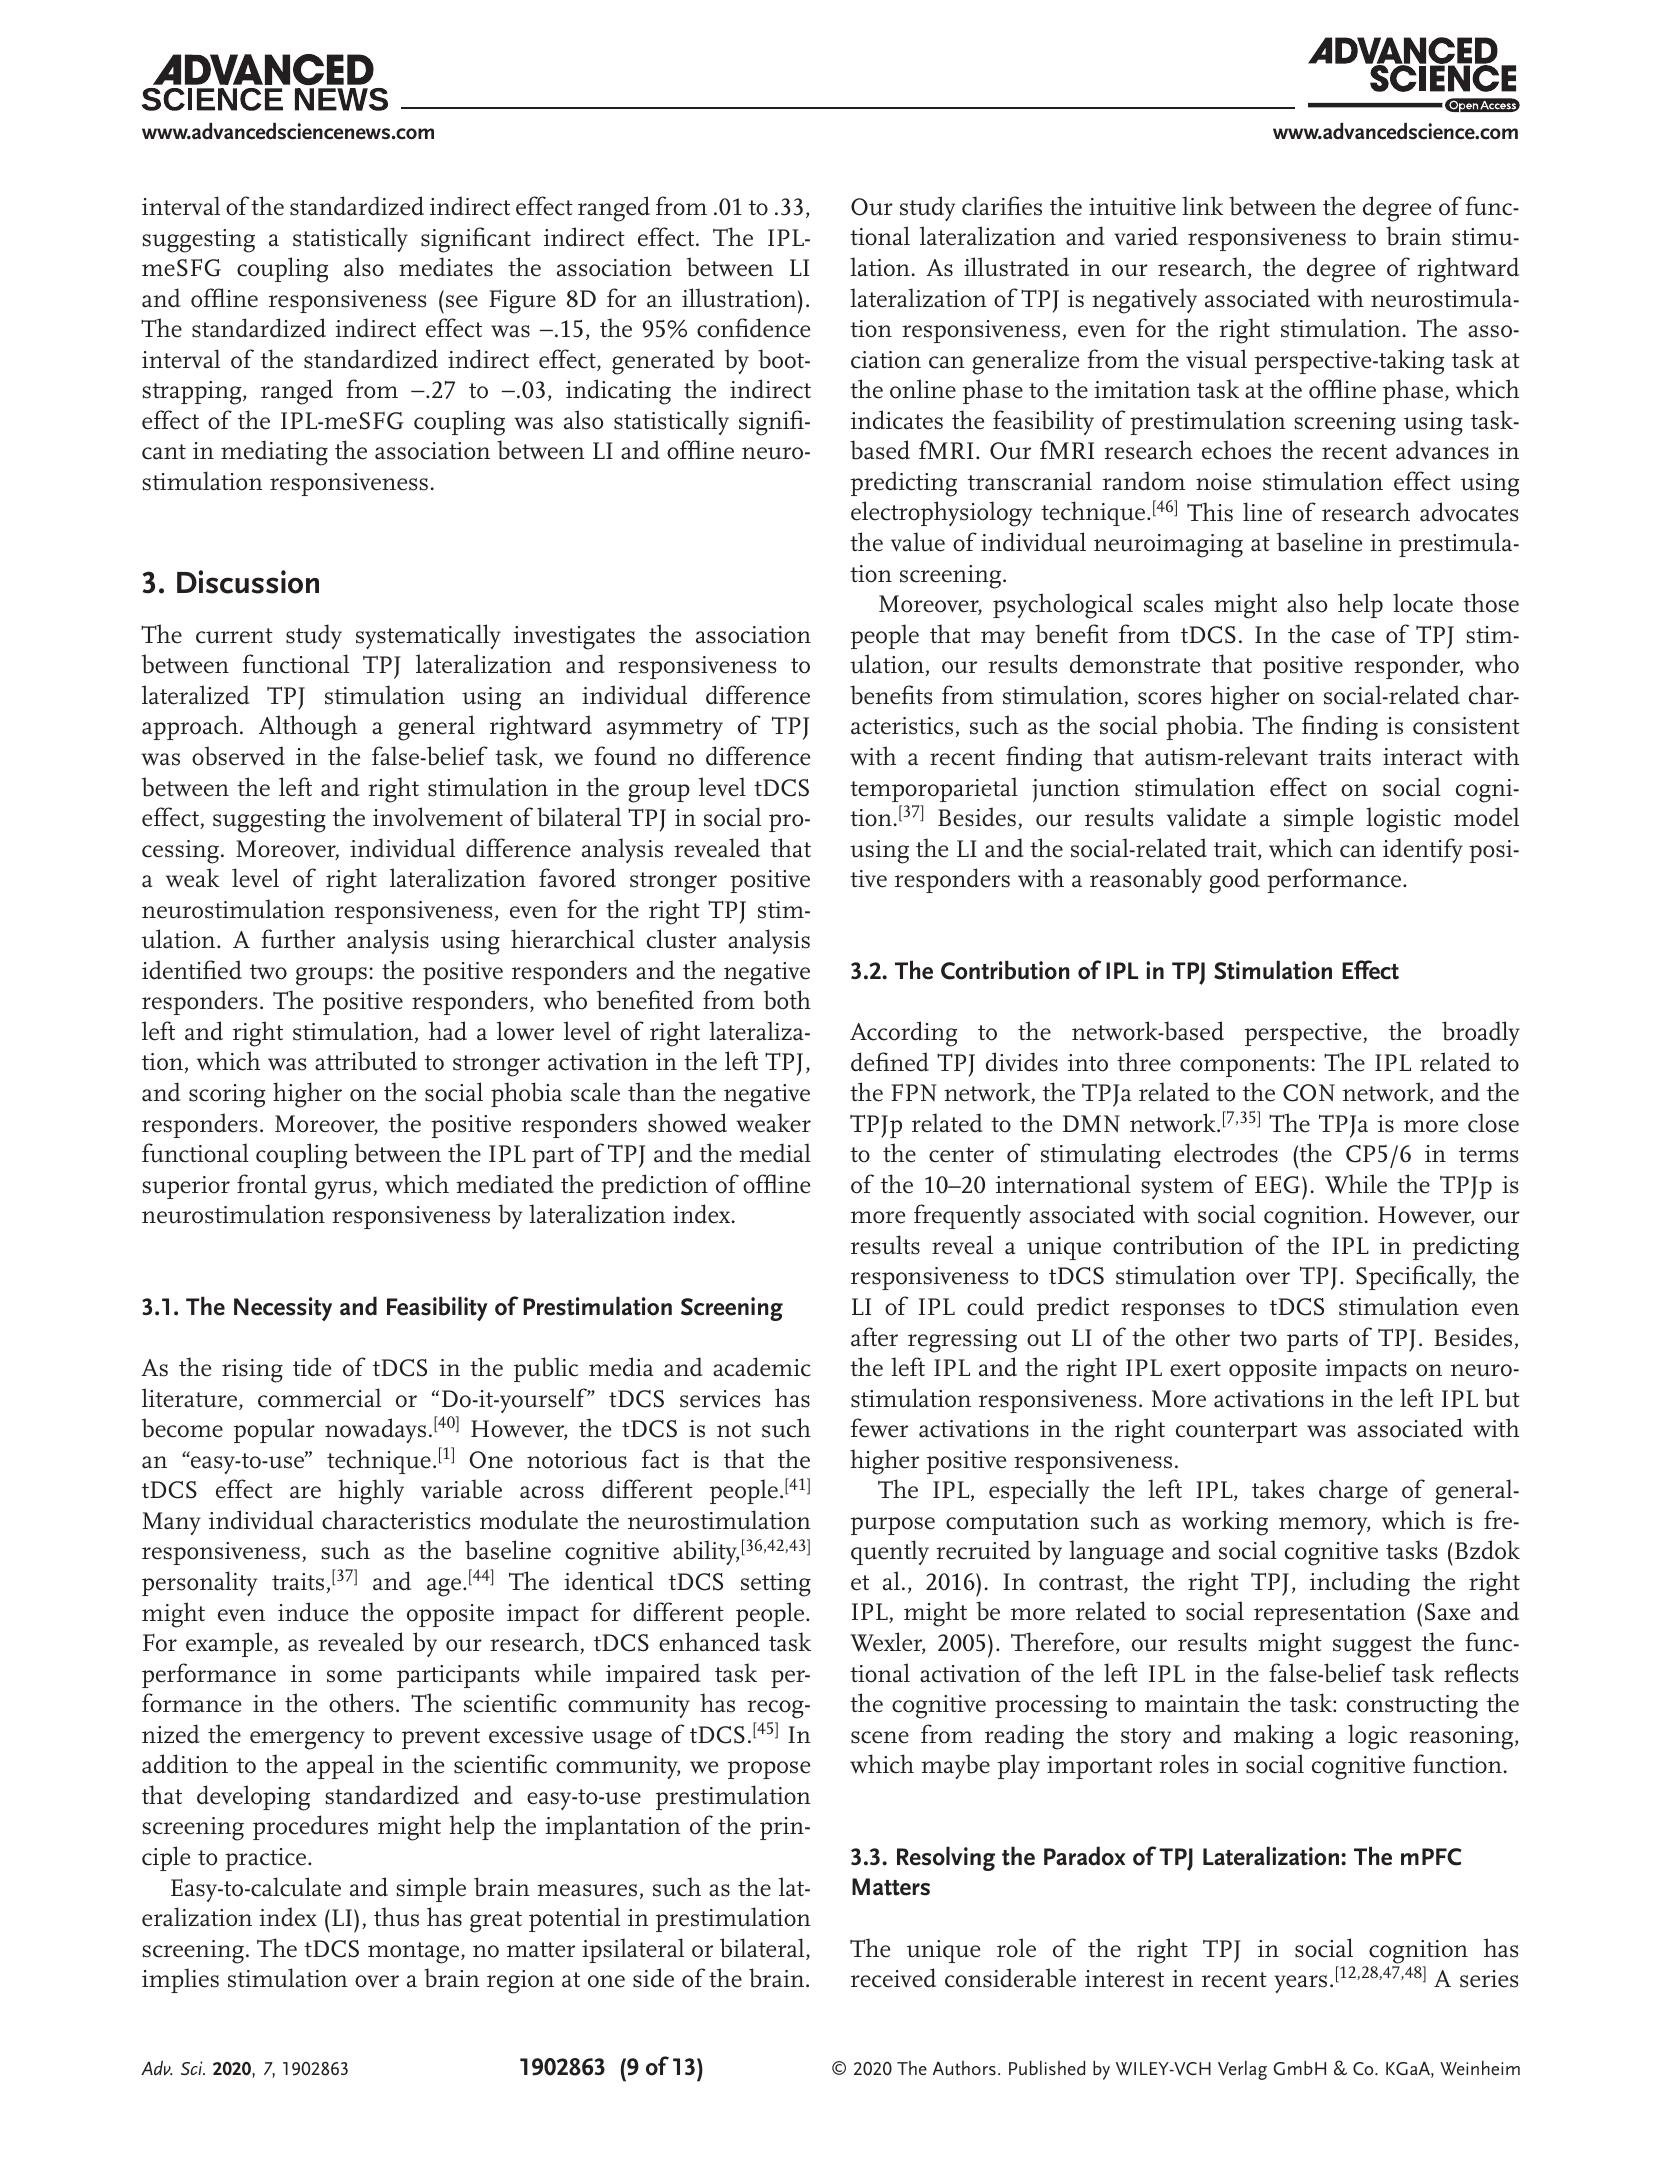 ADVANCED
SCIENCE NEWS
www.advancedsciencenews.com
ADVANCED
SCIENCE
Open Access
www.advancedscience.com
interval of the standardized indirect effect ranged from .01 to .33,
suggesting a statistically significant indirect effect. The IPL-
meSFG coupling also mediates the association between LI
and offline responsiveness (see Figure 8D for an illustration).
The standardized indirect effect was −.15, the 95% confidence
interval of the standardized indirect effect, generated by boot-
strapping, ranged from −.27 to −.03, indicating the indirect
effect of the IPL-meSFG coupling was also statistically signifi-
cant in mediating the association between LI and offline neuro-
stimulation responsiveness.
3. Discussion
The current study systematically investigates the association
between functional TPJ lateralization and responsiveness to
lateralized TPJ stimulation using an individual difference
approach. Although a general rightward asymmetry of TPJ
was observed in the false-belief task, we found no difference
between the left and right stimulation in the group level tDCS
effect, suggesting the involvement of bilateral TPJ in social pro-
cessing. Moreover, individual difference analysis revealed that
a weak level of right lateralization favored stronger positive
neurostimulation responsiveness, even for the right TPJ stim-
ulation. A further analysis using hierarchical cluster analysis
identified two groups: the positive responders and the negative
responders. The positive responders, who benefited from both
left and right stimulation, had a lower level of right lateraliza-
tion, which was attributed to stronger activation in the left TPJ,
and scoring higher on the social phobia scale than the negative
responders. Moreover, the positive responders showed weaker
functional coupling between the IPL part of TPJ and the medial
superior frontal gyrus, which mediated the prediction of offline
neurostimulation responsiveness by lateralization index.
3.1. The Necessity and Feasibility of Prestimulation Screening
As the rising tide of tDCS in the public media and academic
literature, commercial or “Do-it-yourself” tDCS services has
become popular nowadays.[40] However, the tDCS is not such
an “easy-to-use” technique.[1] One notorious fact is that the
tDCS effect are highly variable across different people.[41]
Many individual characteristics modulate the neurostimulation
responsiveness, such as the baseline cognitive ability,[36,42,43]
personality traits,[37] and age.[44] The identical tDCS setting
might even induce the opposite impact for different people.
For example, as revealed by our research, tDCS enhanced task
performance in some participants while impaired task per-
formance in the others. The scientific community has recog-
nized the emergency to prevent excessive usage of tDCS.[45] In
addition to the appeal in the scientific community, we propose
that developing standardized and easy-to-use prestimulation
screening procedures might help the implantation of the prin-
ciple to practice.
Easy-to-calculate and simple brain measures, such as the lat-
eralization index (LI), thus has great potential in prestimulation
screening. The tDCS montage, no matter ipsilateral or bilateral,
implies stimulation over a brain region at one side of the brain.
Our study clarifies the intuitive link between the degree of func-
tional lateralization and varied responsiveness to brain stimu-
lation. As illustrated in our research, the degree of rightward
lateralization of TPJ is negatively associated with neurostimula-
tion responsiveness, even for the right stimulation. The asso-
ciation can generalize from the visual perspective-taking task at
the online phase to the imitation task at the offline phase, which
indicates the feasibility of prestimulation screening using task-
based fMRI. Our fMRI research echoes the recent advances in
predicting transcranial random noise stimulation effect using
electrophysiology technique.[46] This line of research advocates
the value of individual neuroimaging at baseline in prestimula-
tion screening.
Moreover, psychological scales might also help locate those
people that may benefit from tDCS. In the case of TPJ stim-
ulation, our results demonstrate that positive responder, who
benefits from stimulation, scores higher on social-related char-
acteristics, such as the social phobia. The finding is consistent
with a recent finding that autism-relevant traits interact with
temporoparietal junction stimulation effect on social cogni-
tion.[37] Besides, our results validate a simple logistic model
using the LI and the social-related trait, which can identify posi-
tive responders with a reasonably good performance.
3.2. The Contribution of IPL in TPJ Stimulation Effect
According to the network-based perspective, the broadly
defined TPJ divides into three components: The IPL related to
the FPN network, the TPJa related to the CON network, and the
TPJp related to the DMN network.[7,35] The TPJa is more close
to the center of stimulating electrodes (the CP5/6 in terms
of the 10–20 international system of EEG). While the TPJp is
more frequently associated with social cognition. However, our
results reveal a unique contribution of the IPL in predicting
responsiveness to tDCS stimulation over TPJ. Specifically, the
LI of IPL could predict responses to tDCS stimulation even
after regressing out LI of the other two parts of TPJ. Besides,
the left IPL and the right IPL exert opposite impacts on neuro-
stimulation responsiveness. More activations in the left IPL but
fewer activations in the right counterpart was associated with
higher positive responsiveness.
The IPL, especially the left IPL, takes charge of general-
purpose computation such as working memory, which is fre-
quently recruited by language and social cognitive tasks (Bzdok
et al., 2016). In contrast, the right TPJ, including the right
IPL, might be more related to social representation (Saxe and
Wexler, 2005). Therefore, our results might suggest the func-
tional activation of the left IPL in the false-belief task reflects
the cognitive processing to maintain the task: constructing the
scene from reading the story and making a logic reasoning,
which maybe play important roles in social cognitive function.
3.3. Resolving the Paradox of TPJ Lateralization: The mPFC
Matters
The unique role of the right TPJ in social cognition has
received considerable interest in recent years.[12,28,47,48] A series
Adv. Sci. 2020, 7, 1902863
1902863 (9 of 13)
© 2020 The Authors. Published by WILEY-VCH Verlag GmbH & Co. KGaA, Weinheim